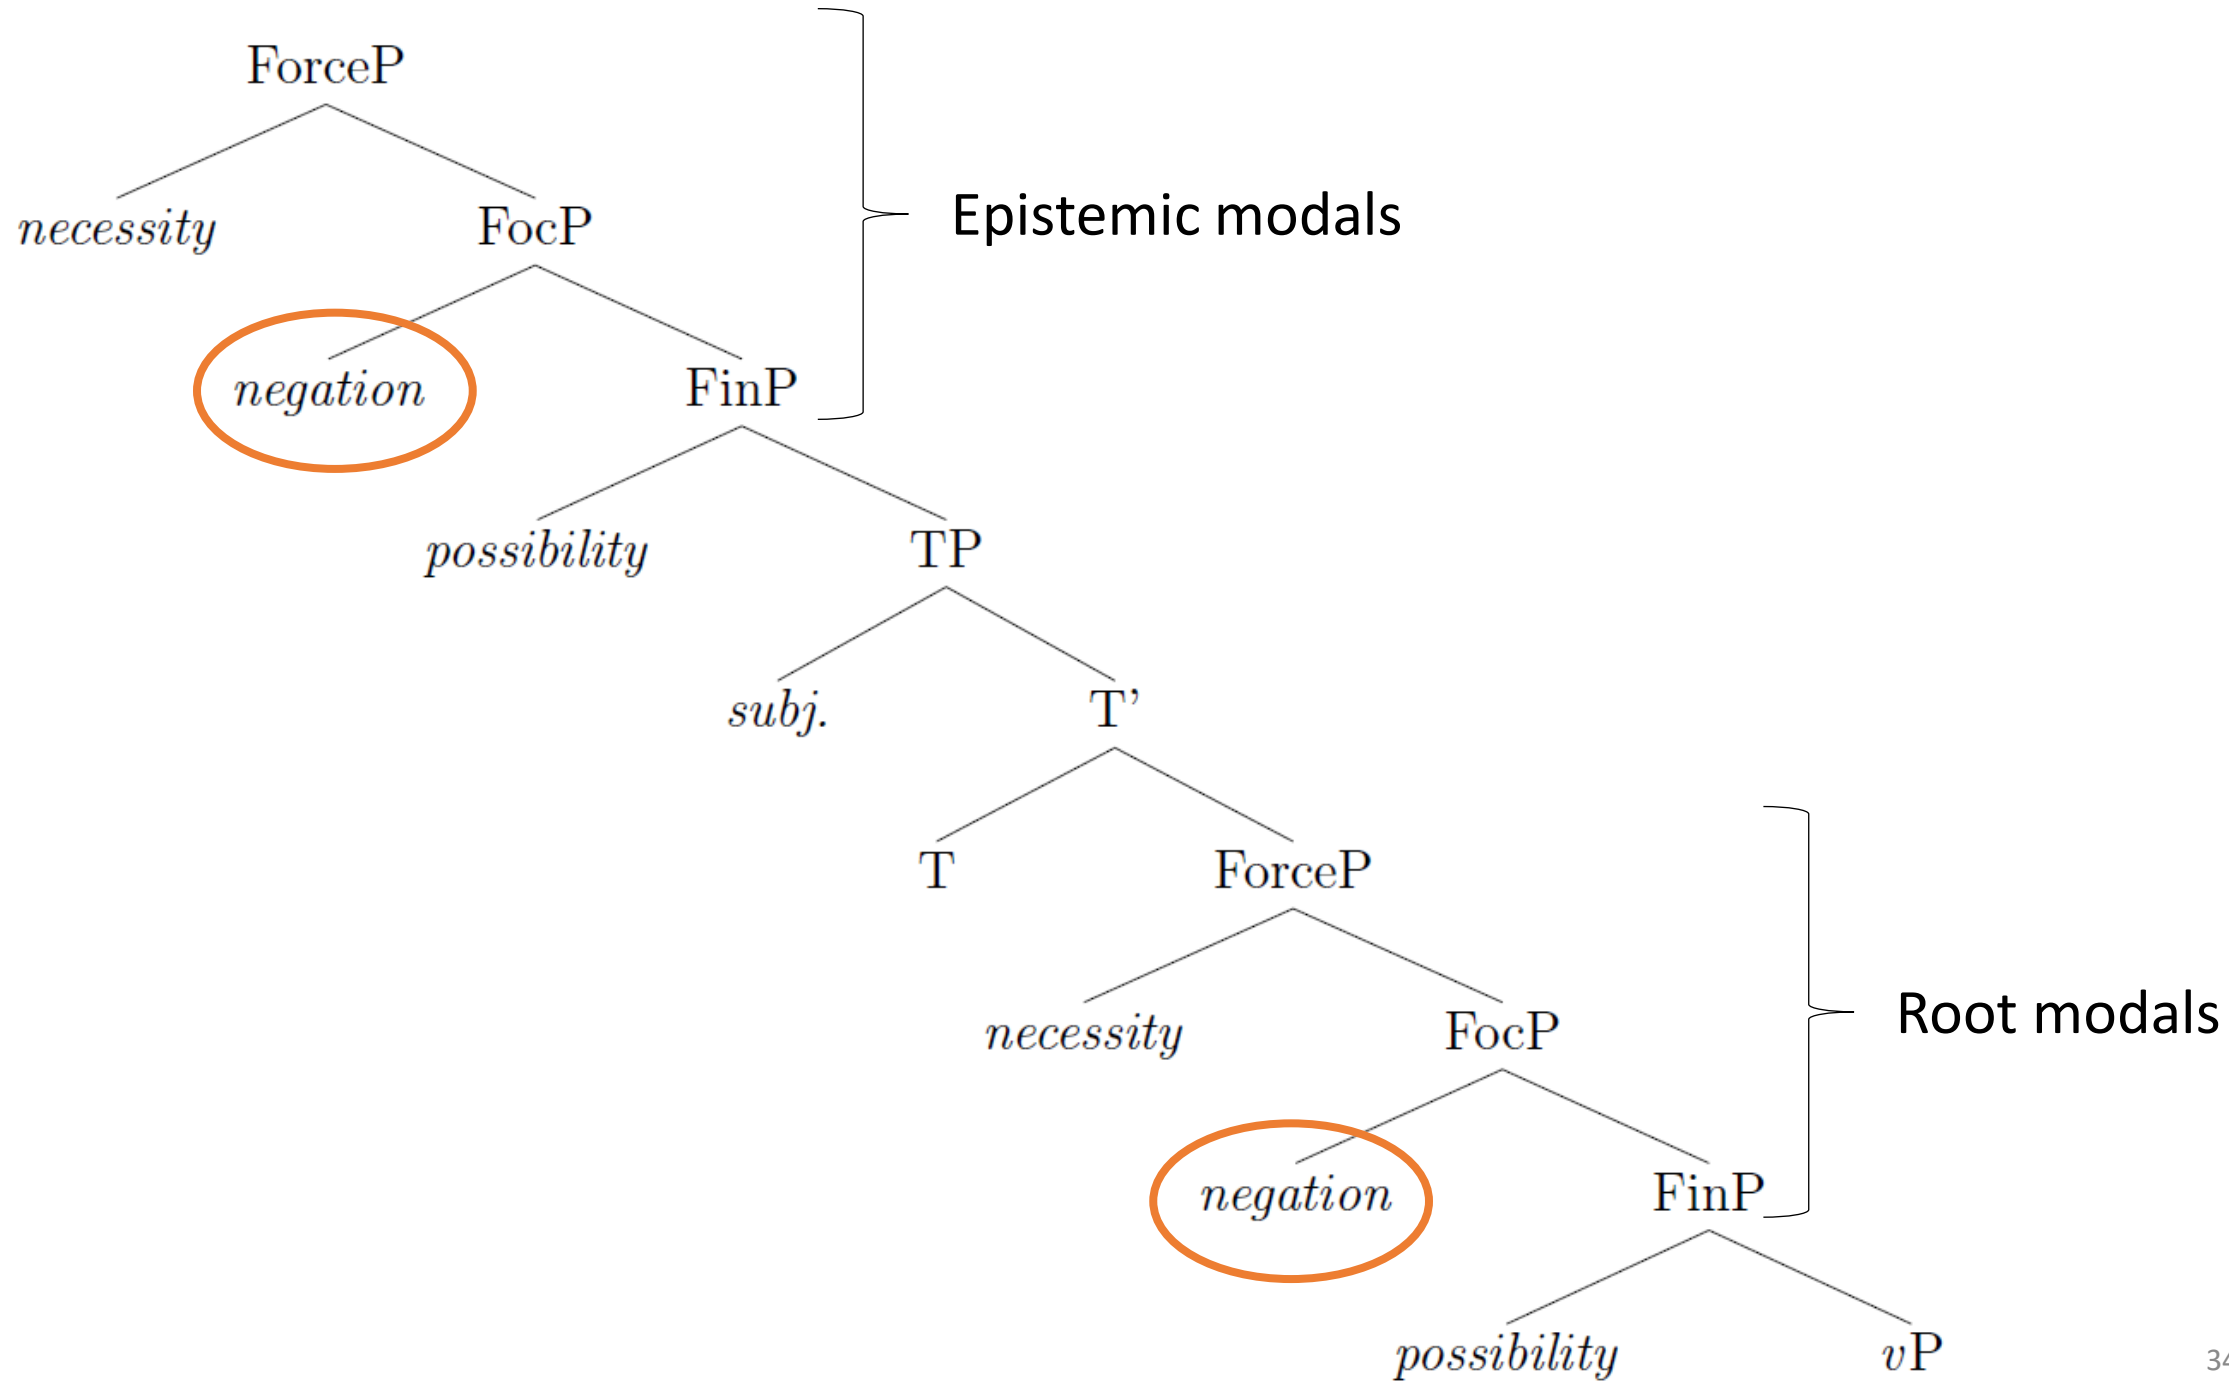 ForceP
necessity FocP Epistemic modals
negation FinP
possibility TP
subj. T'
T ForceP
necessity FocP Root modals
negation FinP
possibility vP 34